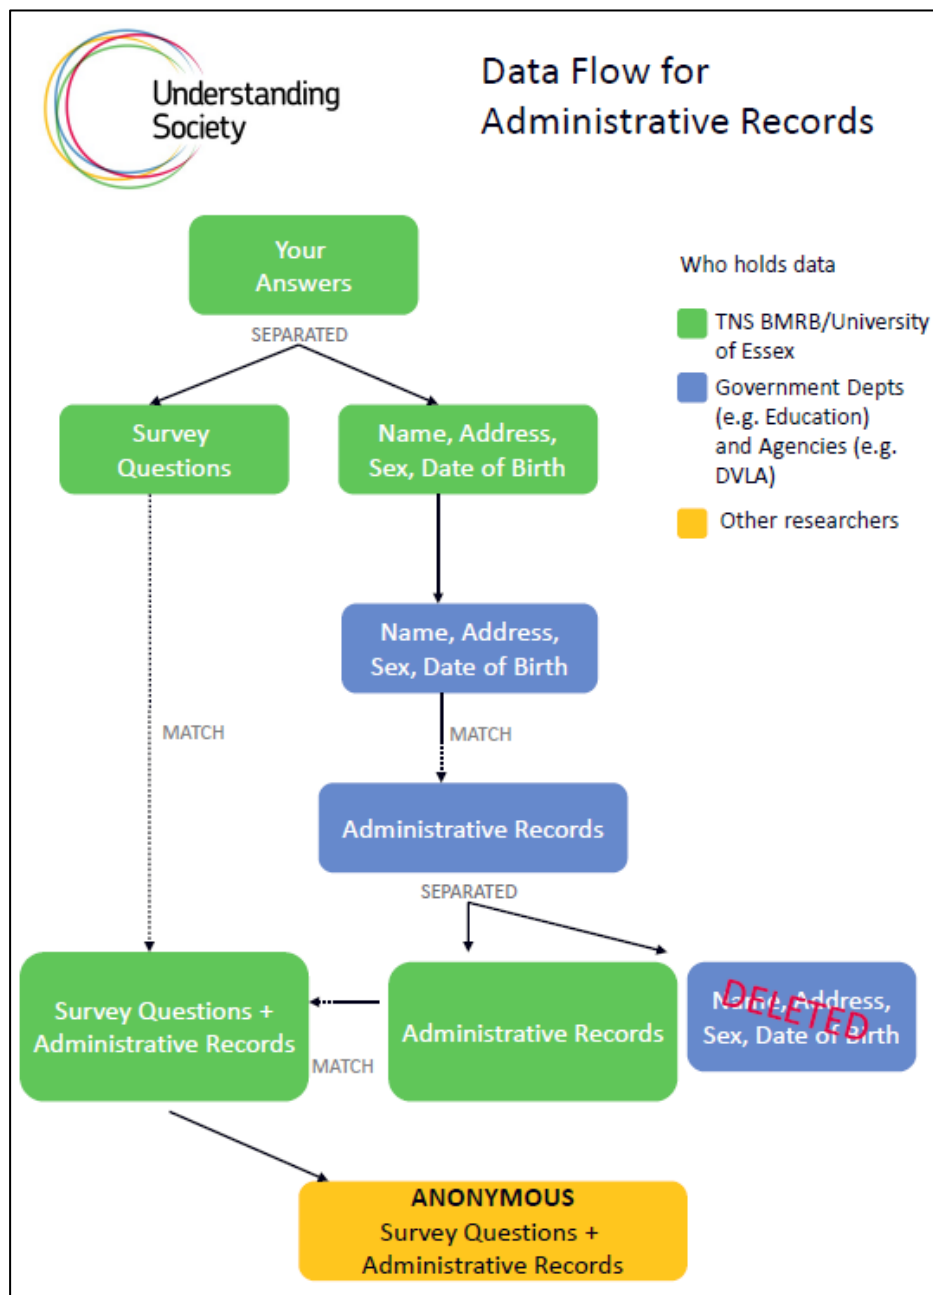 Understanding
Society
Data Flow for
Administrative Records
Your
Answers
Who holds data
TNS BMRB/University
of Essex
Government Depts
(e.g. Education)
and Agencies (e.g.
DVLA)
Other researchers
SEPARATED
Survey
Questions
Name, Address,
Sex, Date of Birth
Name, Address,
Sex, Date of Birth
MATCH
MATCH
Administrative Records
SEPARATED
Survey Questions +
Administrative Records
MATCH
Administrative Records
Name, Address,
Sex, Date of Birth
DELETED
ANONYMOUS
Survey Questions +
Administrative Records